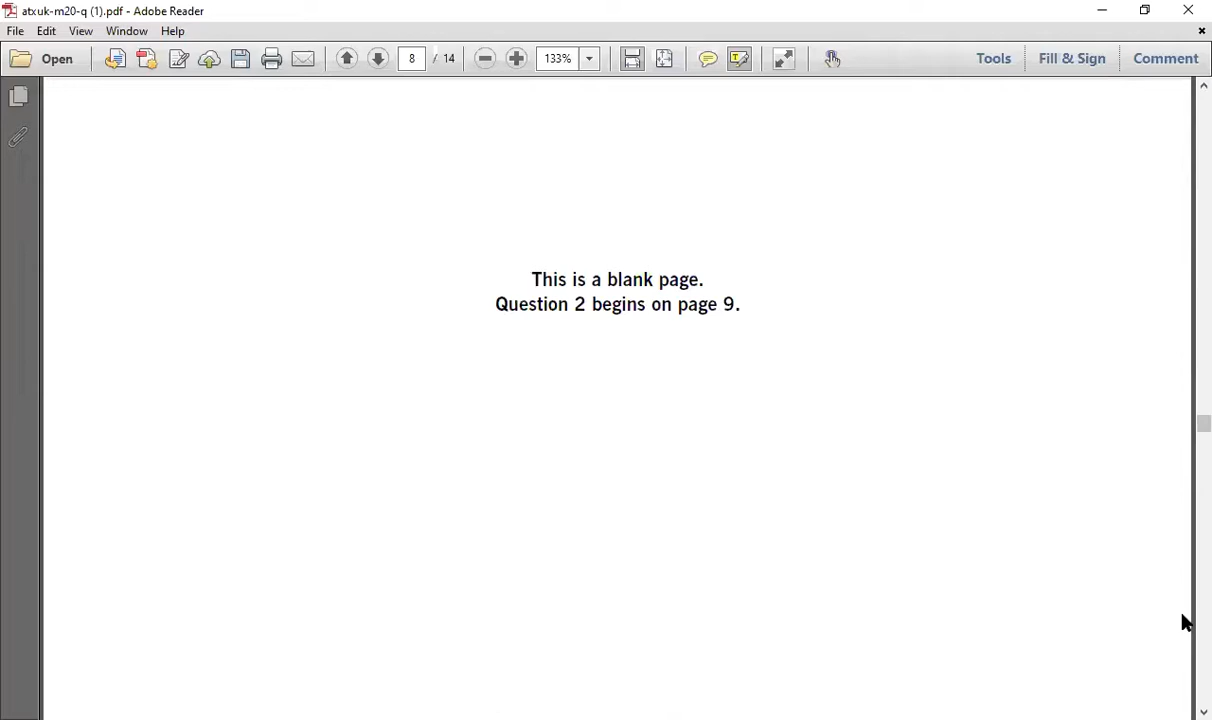 atxuk-m20-q (1).pdf - Adobe Reader
File Edit View Window Help
Open 8 / 14 133% Tools Fill & Sign Comment
This is a blank page.
Question 2 begins on page 9.